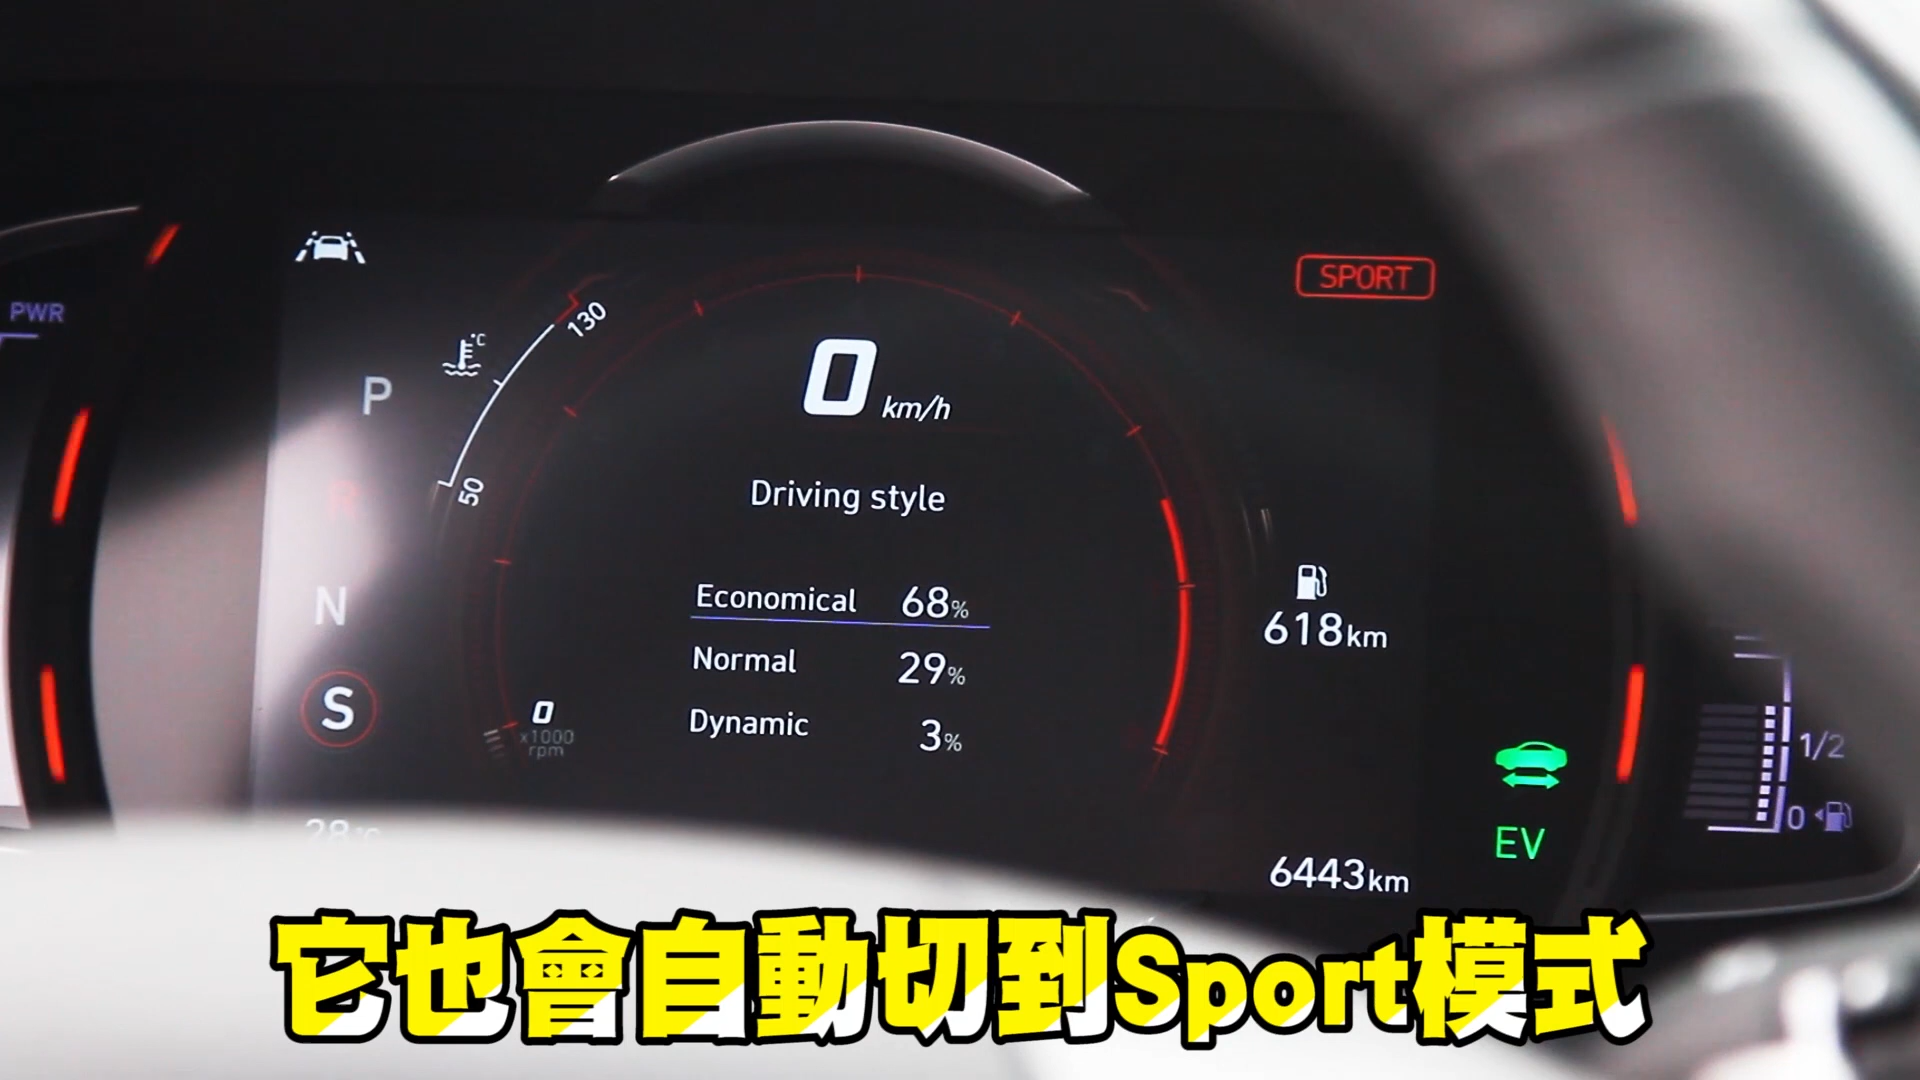 SPORT
PWR
°C
130
P
0 km/h
50
R
Driving style
N
Economical 68%
618km
Normal 29%
S
0
x1000
rpm
Dynamic 3%
1/2
0
EV
6443km
它也會自動切到Sport模式